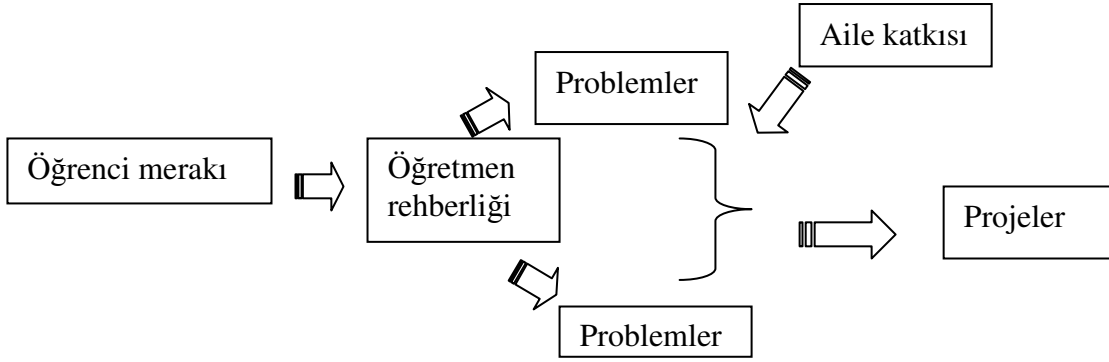 Aile katkısı
Problemler
Öğrenci merakı
Öğretmen
rehberliği
Projeler
Problemler